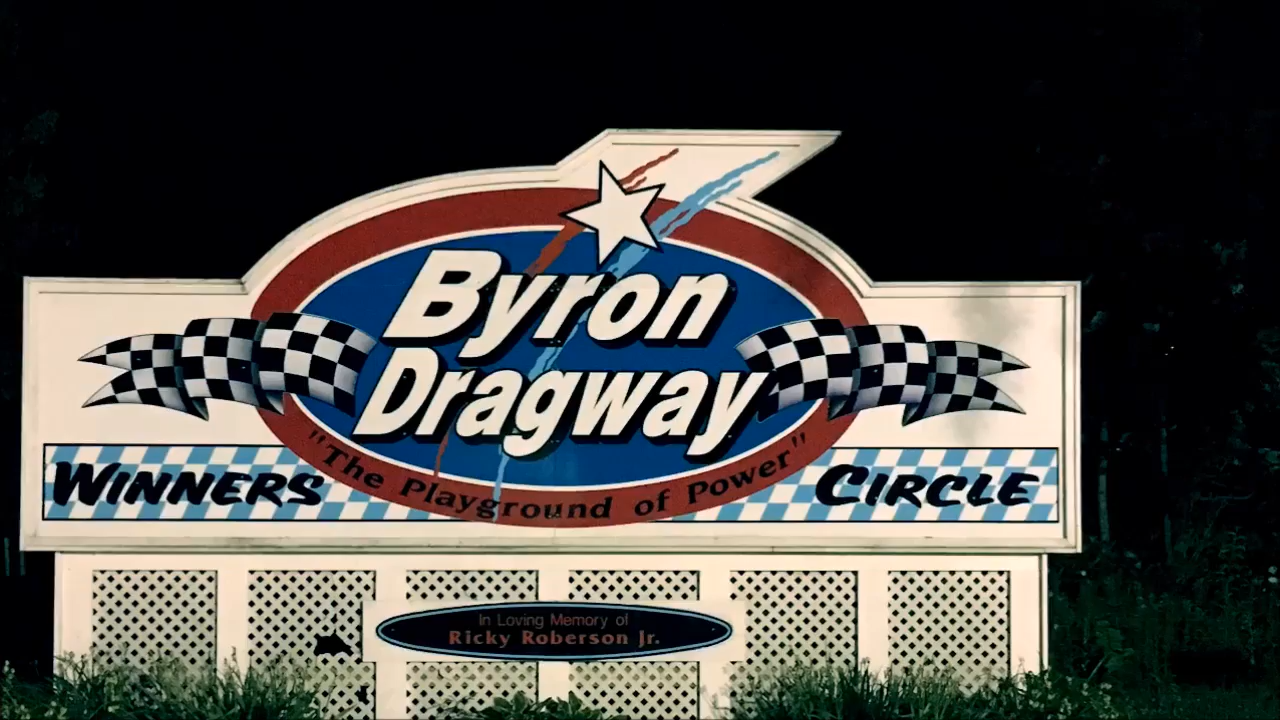 Byron
Dragway
"The Playground of Power"
WINNERS CIRCLE
In Loving Memory of
Ricky Roberson Jr.